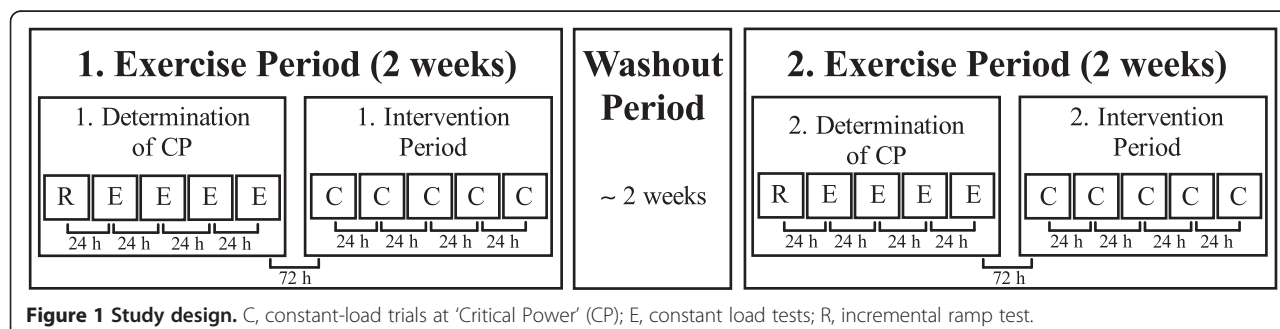 1. Exercise Period (2 weeks)
1. Determination
of CP
R E E E E
24 h 24 h 24 h 24 h
1. Intervention
Period
C C C C C
24 h 24 h 24 h 24 h
72 h
Washout
Period
~ 2 weeks
2. Exercise Period (2 weeks)
2. Determination
of CP
R E E E E
24 h 24 h 24 h 24 h
2. Intervention
Period
C C C C C
24 h 24 h 24 h 24 h
72 h
Figure 1 Study design. C, constant-load trials at ‘Critical Power’ (CP); E, constant load tests; R, incremental ramp test.